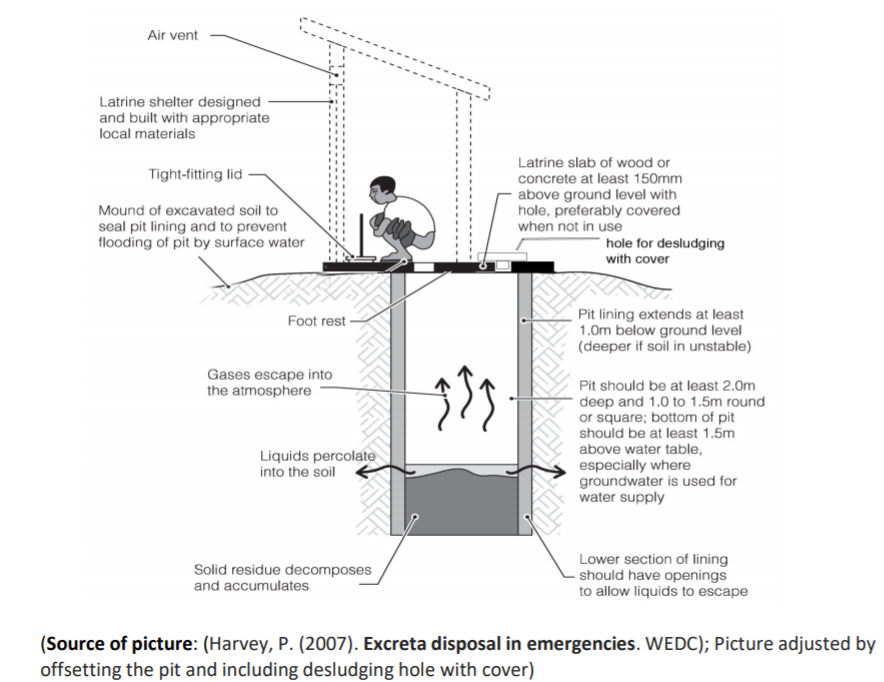 Air vent
Latrine shelter designed
and built with appropriate
local materials
Tight-fitting lid
Mound of excavated soil to
seal pit lining and to prevent
flooding of pit by surface water
Latrine slab of wood or
concrete at least 150mm
above ground level with
hole, preferably covered
when not in use
hole for desludging
with cover
Foot rest
Pit lining extends at least
1.0m below ground level
(deeper if soil in unstable)
Gases escape into
the atmosphere
Pit should be at least 2.0m
deep and 1.0 to 1.5m round
or square; bottom of pit
should be at least 1.5m
above water table,
especially where
groundwater is used for
water supply
Liquids percolate
into the soil
Solid residue decomposes
and accumulates
Lower section of lining
should have openings
to allow liquids to escape
(Source of picture: (Harvey, P. (2007). Excreta disposal in emergencies. WEDC); Picture adjusted by
offsetting the pit and including desludging hole with cover)